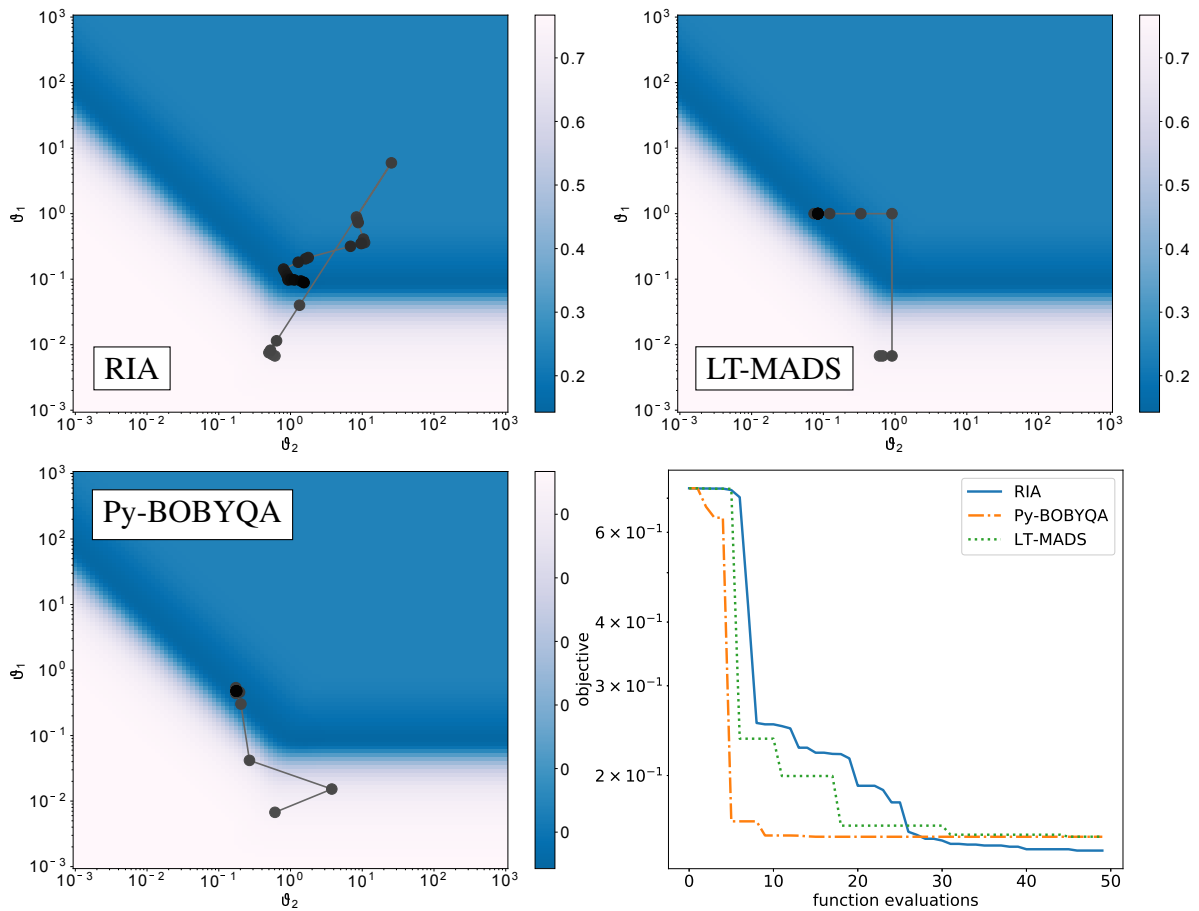 10³
10²
10¹
10⁰
10⁻¹
10⁻²
10⁻³
ϑ₁
RIA
10⁻³ 10⁻² 10⁻¹ 10⁰ 10¹ 10² 10³
ϑ₂
0.7
0.6
0.5
0.4
0.3
0.2
10³
10²
10¹
10⁰
10⁻¹
10⁻²
10⁻³
ϑ₁
LT-MADS
10⁻³ 10⁻² 10⁻¹ 10⁰ 10¹ 10² 10³
ϑ₂
0.7
0.6
0.5
0.4
0.3
0.2
10³
10²
10¹
10⁰
10⁻¹
10⁻²
10⁻³
ϑ₁
Py-BOBYQA
10⁻³ 10⁻² 10⁻¹ 10⁰ 10¹ 10² 10³
ϑ₂
0
0
0
0
0
0
objective
6 × 10⁻¹
4 × 10⁻¹
3 × 10⁻¹
2 × 10⁻¹
RIA
Py-BOBYQA
LT-MADS
0 10 20 30 40 50
function evaluations